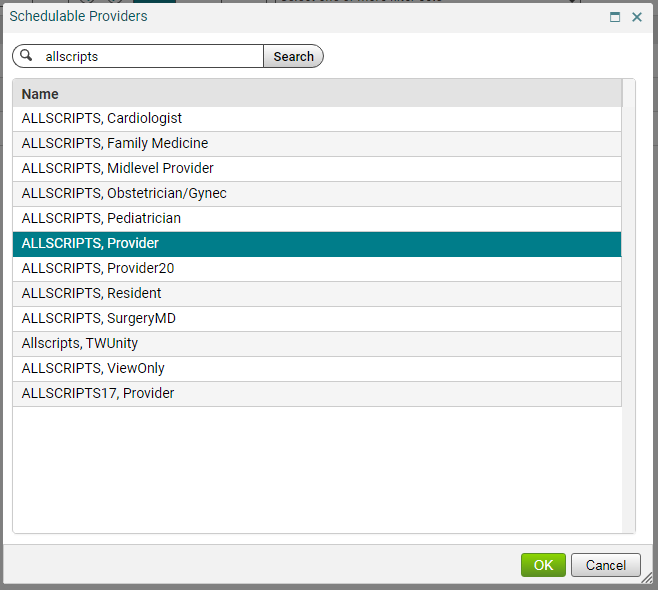 Schedulable Providers
allscripts
Search
Name
ALLSCRIPTS, Cardiologist
ALLSCRIPTS, Family Medicine
ALLSCRIPTS, Midlevel Provider
ALLSCRIPTS, Obstetrician/Gynec
ALLSCRIPTS, Pediatrician
ALLSCRIPTS, Provider
ALLSCRIPTS, Provider20
ALLSCRIPTS, Resident
ALLSCRIPTS, SurgeryMD
Allscripts, TWUnity
ALLSCRIPTS, ViewOnly
ALLSCRIPTS17, Provider
OK
Cancel